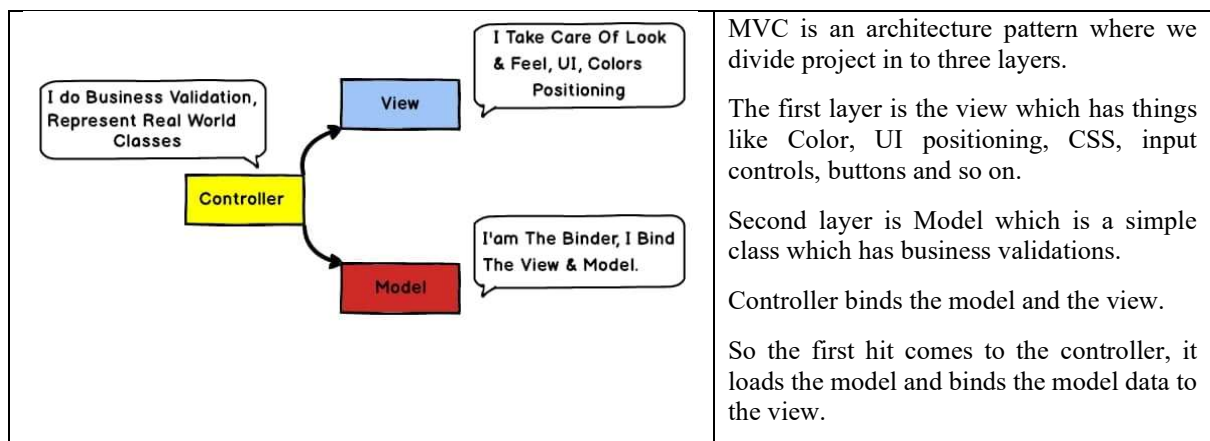 I Take Care Of Look
& Feel, UI, Colors
Positioning
View
I do Business Validation,
Represent Real World
Classes
Controller
I'am The Binder, I Bind
The View & Model.
Model
MVC is an architecture pattern where we
divide project in to three layers.
The first layer is the view which has things
like Color, UI positioning, CSS, input
controls, buttons and so on.
Second layer is Model which is a simple
class which has business validations.
Controller binds the model and the view.
So the first hit comes to the controller, it
loads the model and binds the model data to
the view.